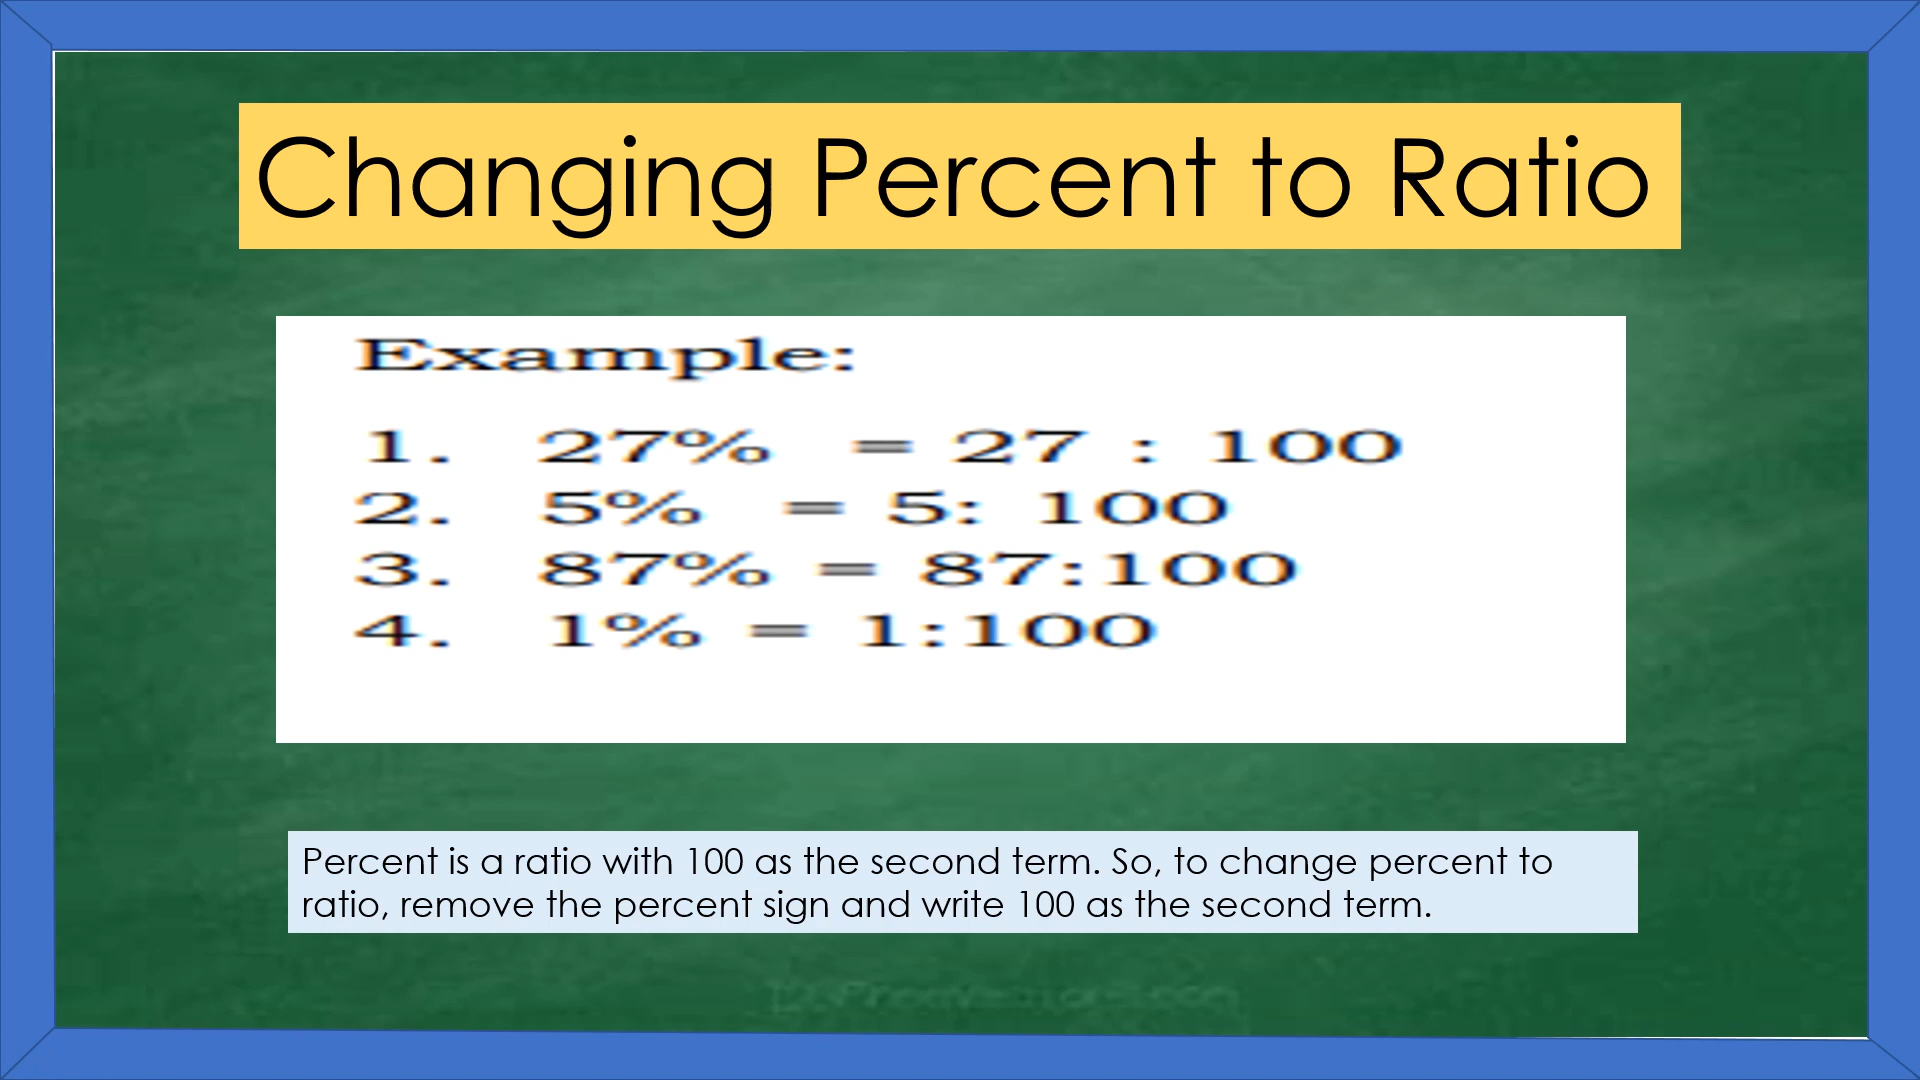 Changing Percent to Ratio
Example:
1. 27% = 27 : 100
2. 5% = 5: 100
3. 87% = 87:100
4. 1% = 1:100
Percent is a ratio with 100 as the second term. So, to change percent to
ratio, remove the percent sign and write 100 as the second term.